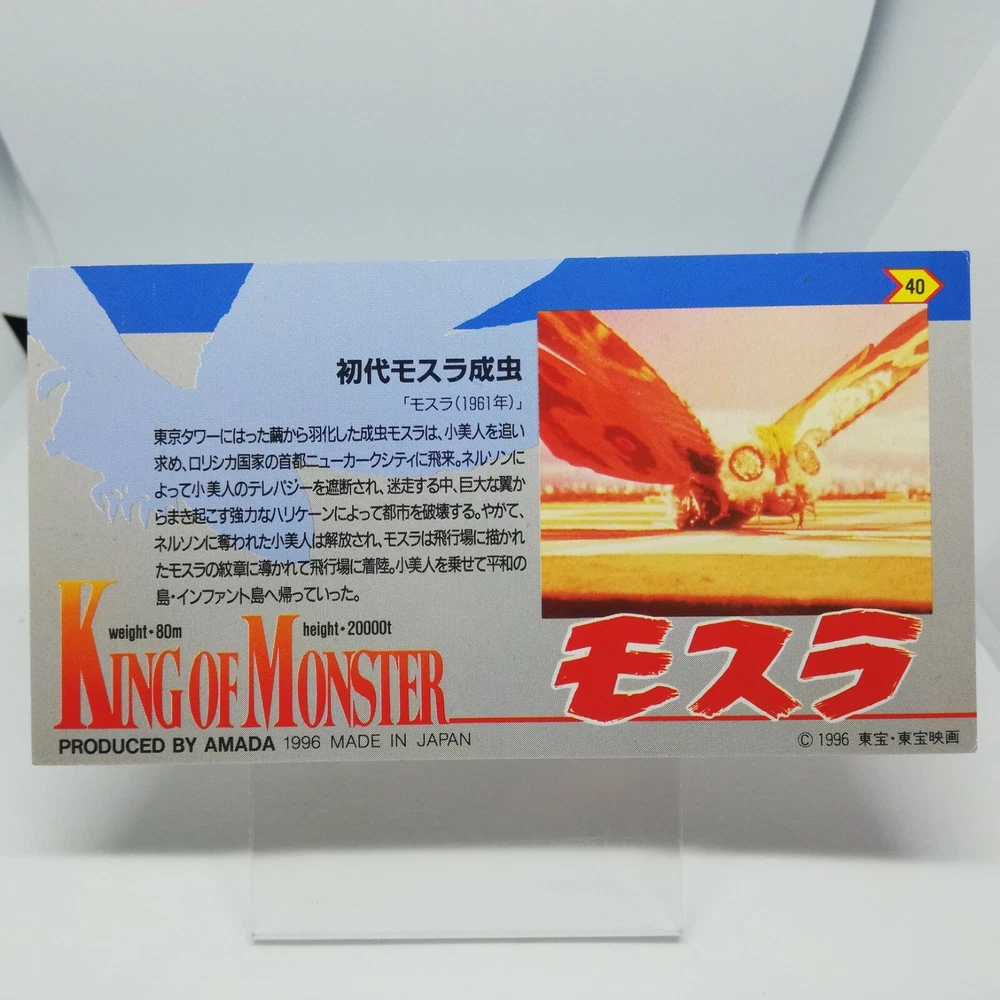 40
初代モスラ成虫
「モスラ(1961年)」
東京タワーにはった繭から羽化した成虫モスラは、小美人を追い
求め、ロリシカ国家の首都ニューカークシティに飛来。ネルソンに
よって小美人のテレパジーを遮断され、迷走する中、巨大な翼か
らまき起こす強力なハリケーンによって都市を破壊する。やがて、
ネルソンに奪われた小美人は解放され、モスラは飛行場に描かれ
たモスラの紋章に導かれて飛行場に着陸。小美人を乗せて平和の
島・インファント島へ帰っていった。
weight・80m height・20000t
KING OF MONSTER
モスラ
PRODUCED BY AMADA 1996 MADE IN JAPAN
© 1996 東宝・東宝映画